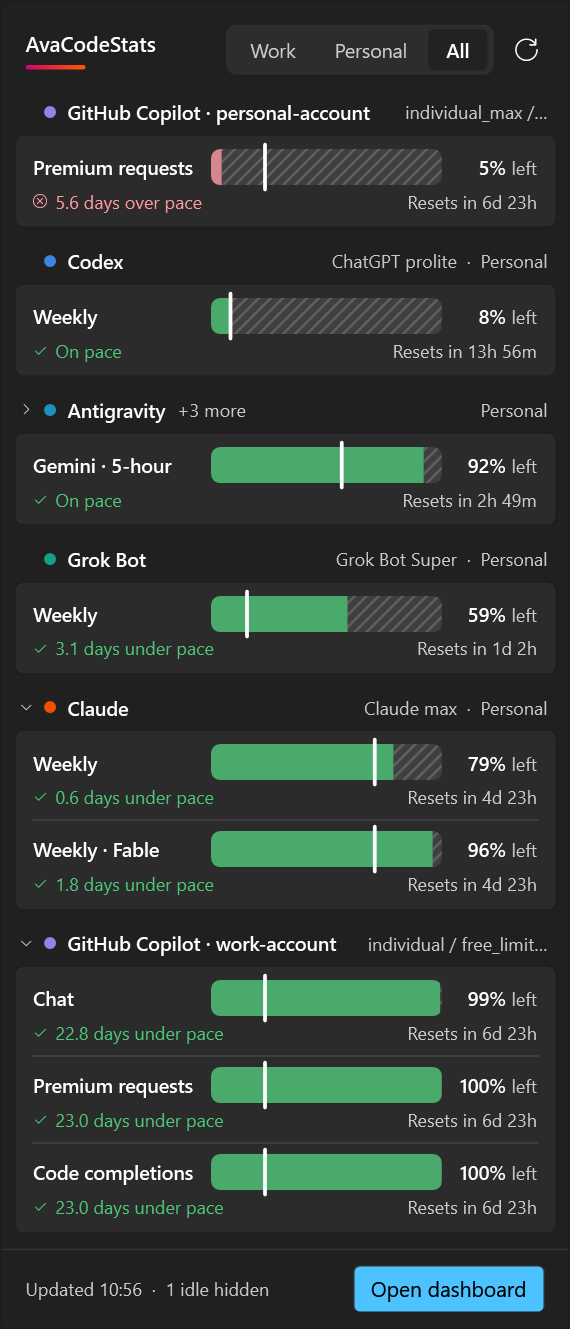 AvaCodeStats
Work Personal All
GitHub Copilot · personal-account individual_max /...
Premium requests 5% left
5.6 days over pace Resets in 6d 23h
Codex ChatGPT prolite · Personal
Weekly 8% left
On pace Resets in 13h 56m
Antigravity +3 more Personal
Gemini · 5-hour 92% left
On pace Resets in 2h 49m
Grok Bot Grok Bot Super · Personal
Weekly 59% left
3.1 days under pace Resets in 1d 2h
Claude Claude max · Personal
Weekly 79% left
0.6 days under pace Resets in 4d 23h
Weekly · Fable 96% left
1.8 days under pace Resets in 4d 23h
GitHub Copilot · work-account individual / free_limit...
Chat 99% left
22.8 days under pace Resets in 6d 23h
Premium requests 100% left
23.0 days under pace Resets in 6d 23h
Code completions 100% left
23.0 days under pace Resets in 6d 23h
Updated 10:56 · 1 idle hidden Open dashboard